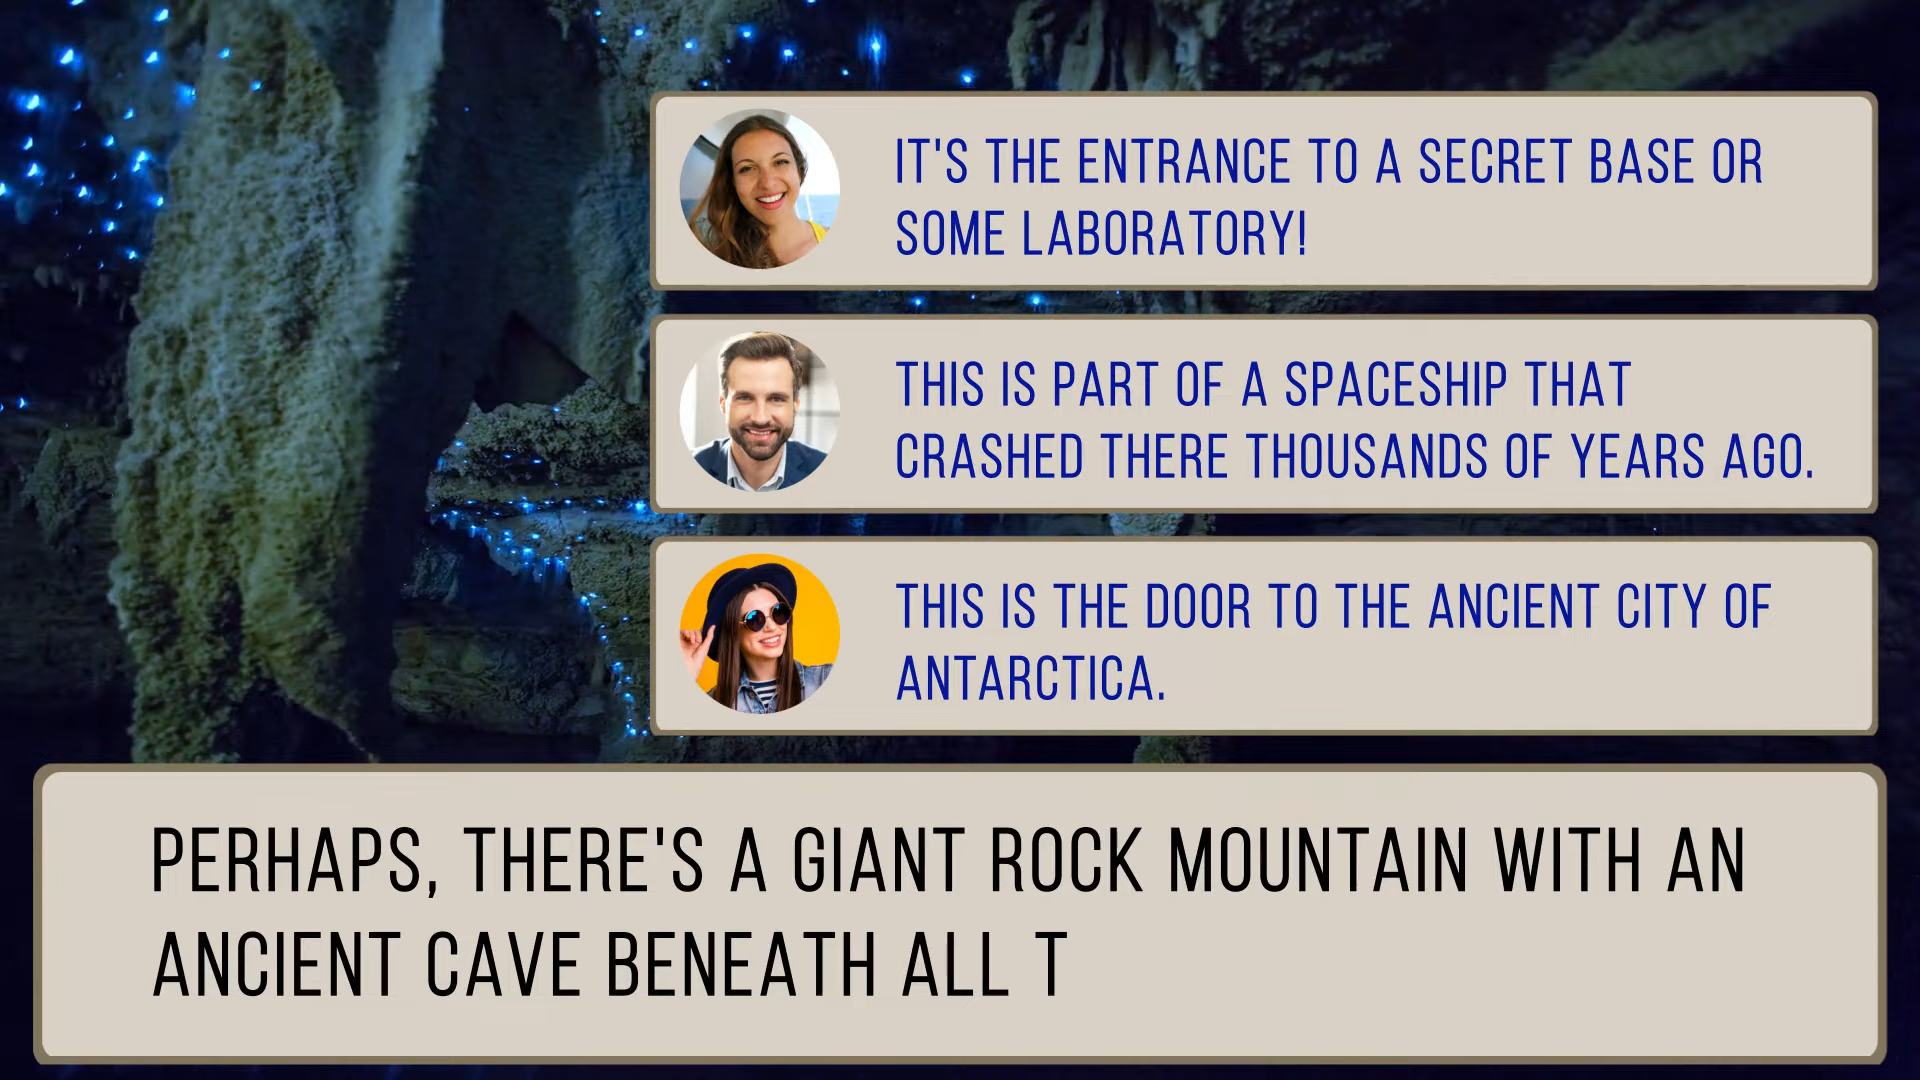 IT'S THE ENTRANCE TO A SECRET BASE OR
SOME LABORATORY!
THIS IS PART OF A SPACESHIP THAT
CRASHED THERE THOUSANDS OF YEARS AGO.
THIS IS THE DOOR TO THE ANCIENT CITY OF
ANTARCTICA.
PERHAPS, THERE'S A GIANT ROCK MOUNTAIN WITH AN
ANCIENT CAVE BENEATH ALL T